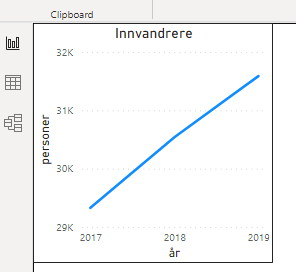 Clipboard
Innvandrere
32K
31K
30K
29K
personer
2017 2018 2019
år